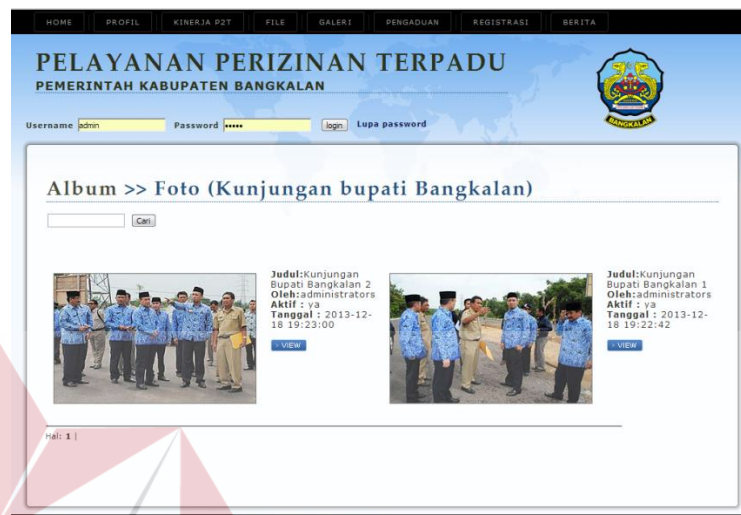 HOME PROFIL KINERJA P2T FILE GALERI PENGADUAN REGISTRASI BERITA
PELAYANAN PERIZINAN TERPADU
PEMERINTAH KABUPATEN BANGKALAN
BANGKALAN
Username admin Password ••••• login Lupa password
Album >> Foto (Kunjungan bupati Bangkalan)
Cari
Judul:Kunjungan
Bupati Bangkalan 2
Oleh:administrators
Aktif : ya
Tanggal : 2013-12-
18 19:23:00
» VIEW
Judul:Kunjungan
Bupati Bangkalan 1
Oleh:administrators
Aktif : ya
Tanggal : 2013-12-
18 19:22:42
» VIEW
Hal: 1 |